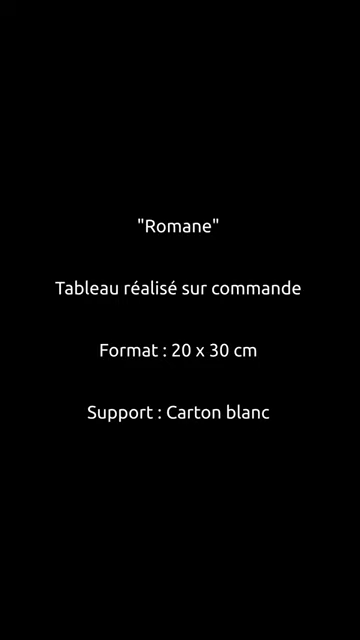 "Romane"
Tableau réalisé sur commande
Format : 20 x 30 cm
Support : Carton blanc